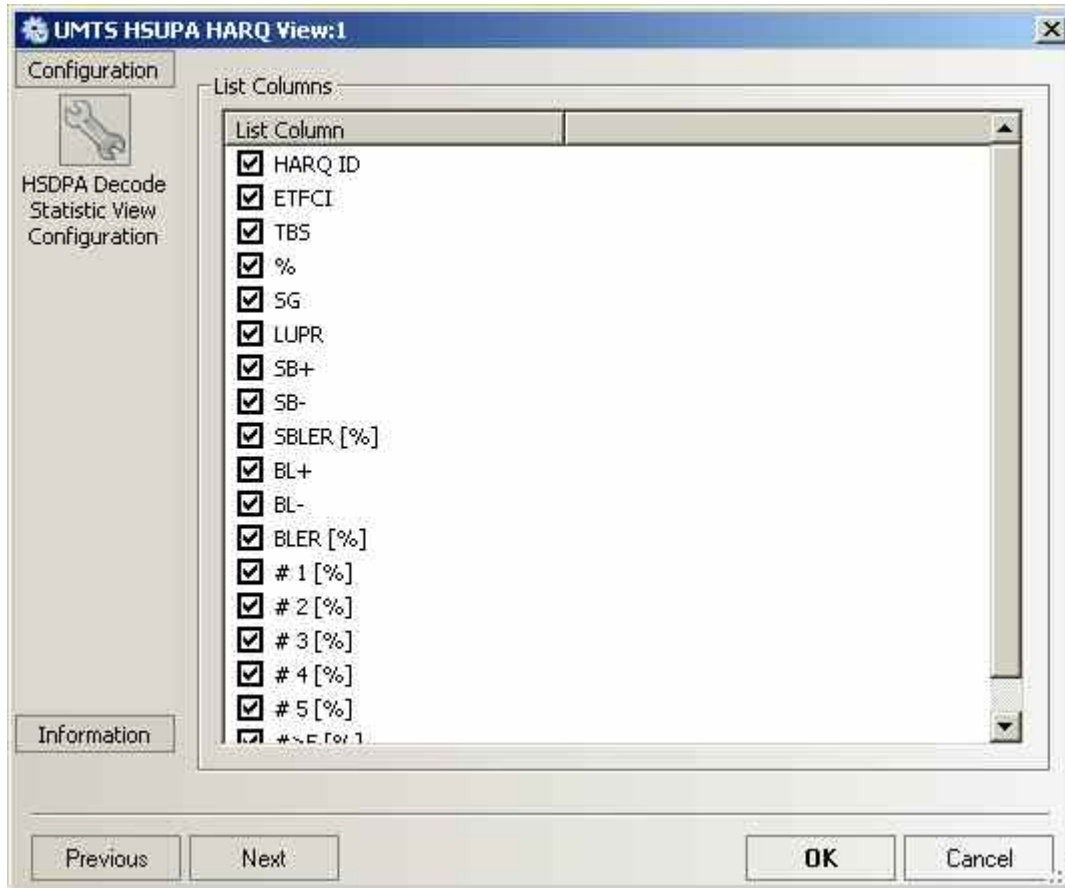 UMTS HSUPA HARQ View:1
Configuration
HSDPA Decode
Statistic View
Configuration
Information
List Columns
List Column
HARQ ID
ETFCI
TBS
%
SG
LUPR
SB+
SB-
SBLER [%]
BL+
BL-
BLER [%]
# 1 [%]
# 2 [%]
# 3 [%]
# 4 [%]
# 5 [%]
Previous
Next
OK
Cancel